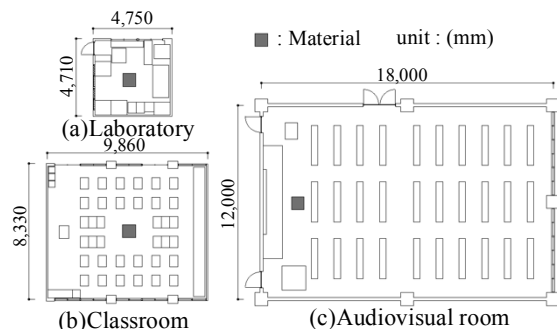 4,750
■ : Material unit : (mm)
18,000
4,710
(a)Laboratory
9,860
8,330
12,000
(b)Classroom
(c)Audiovisual room